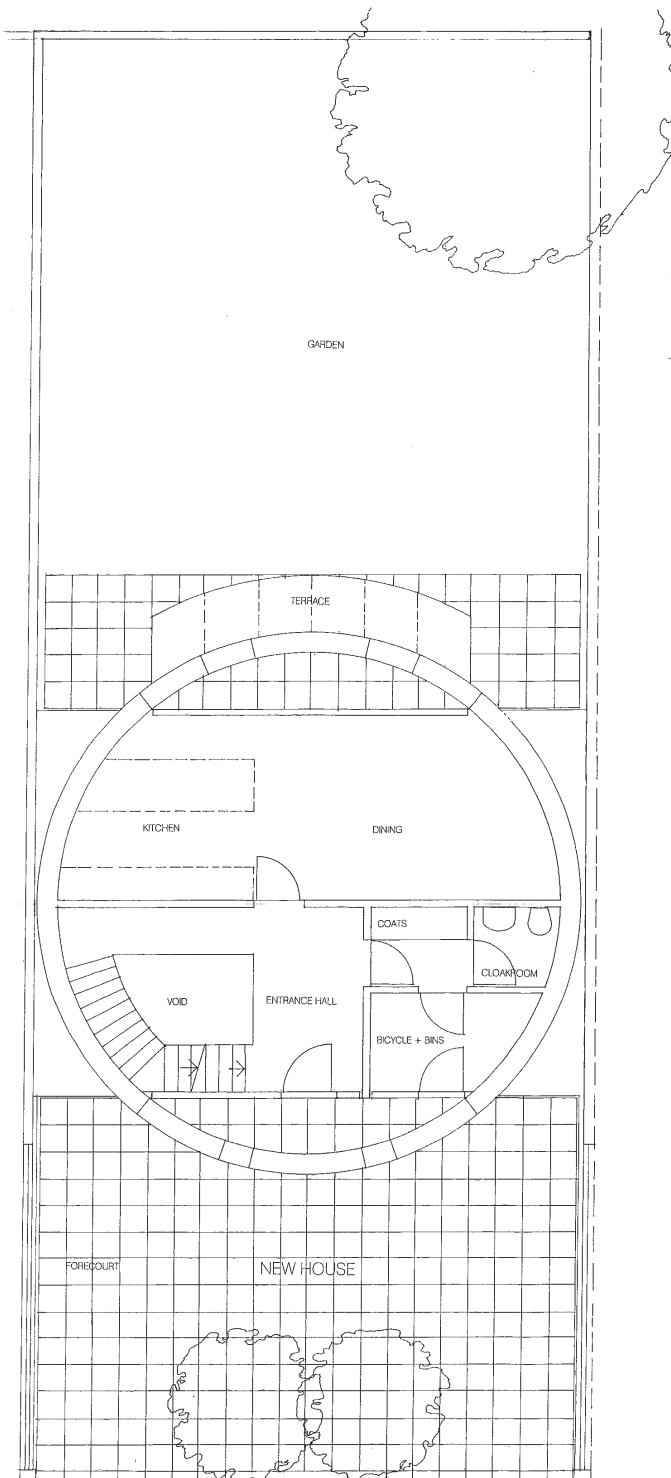 GARDEN
TERRACE
KITCHEN
DINING
COATS
CLOAKROOM
VOID
ENTRANCE HALL
BICYCLE + BINS
FORECOURT
NEW HOUSE